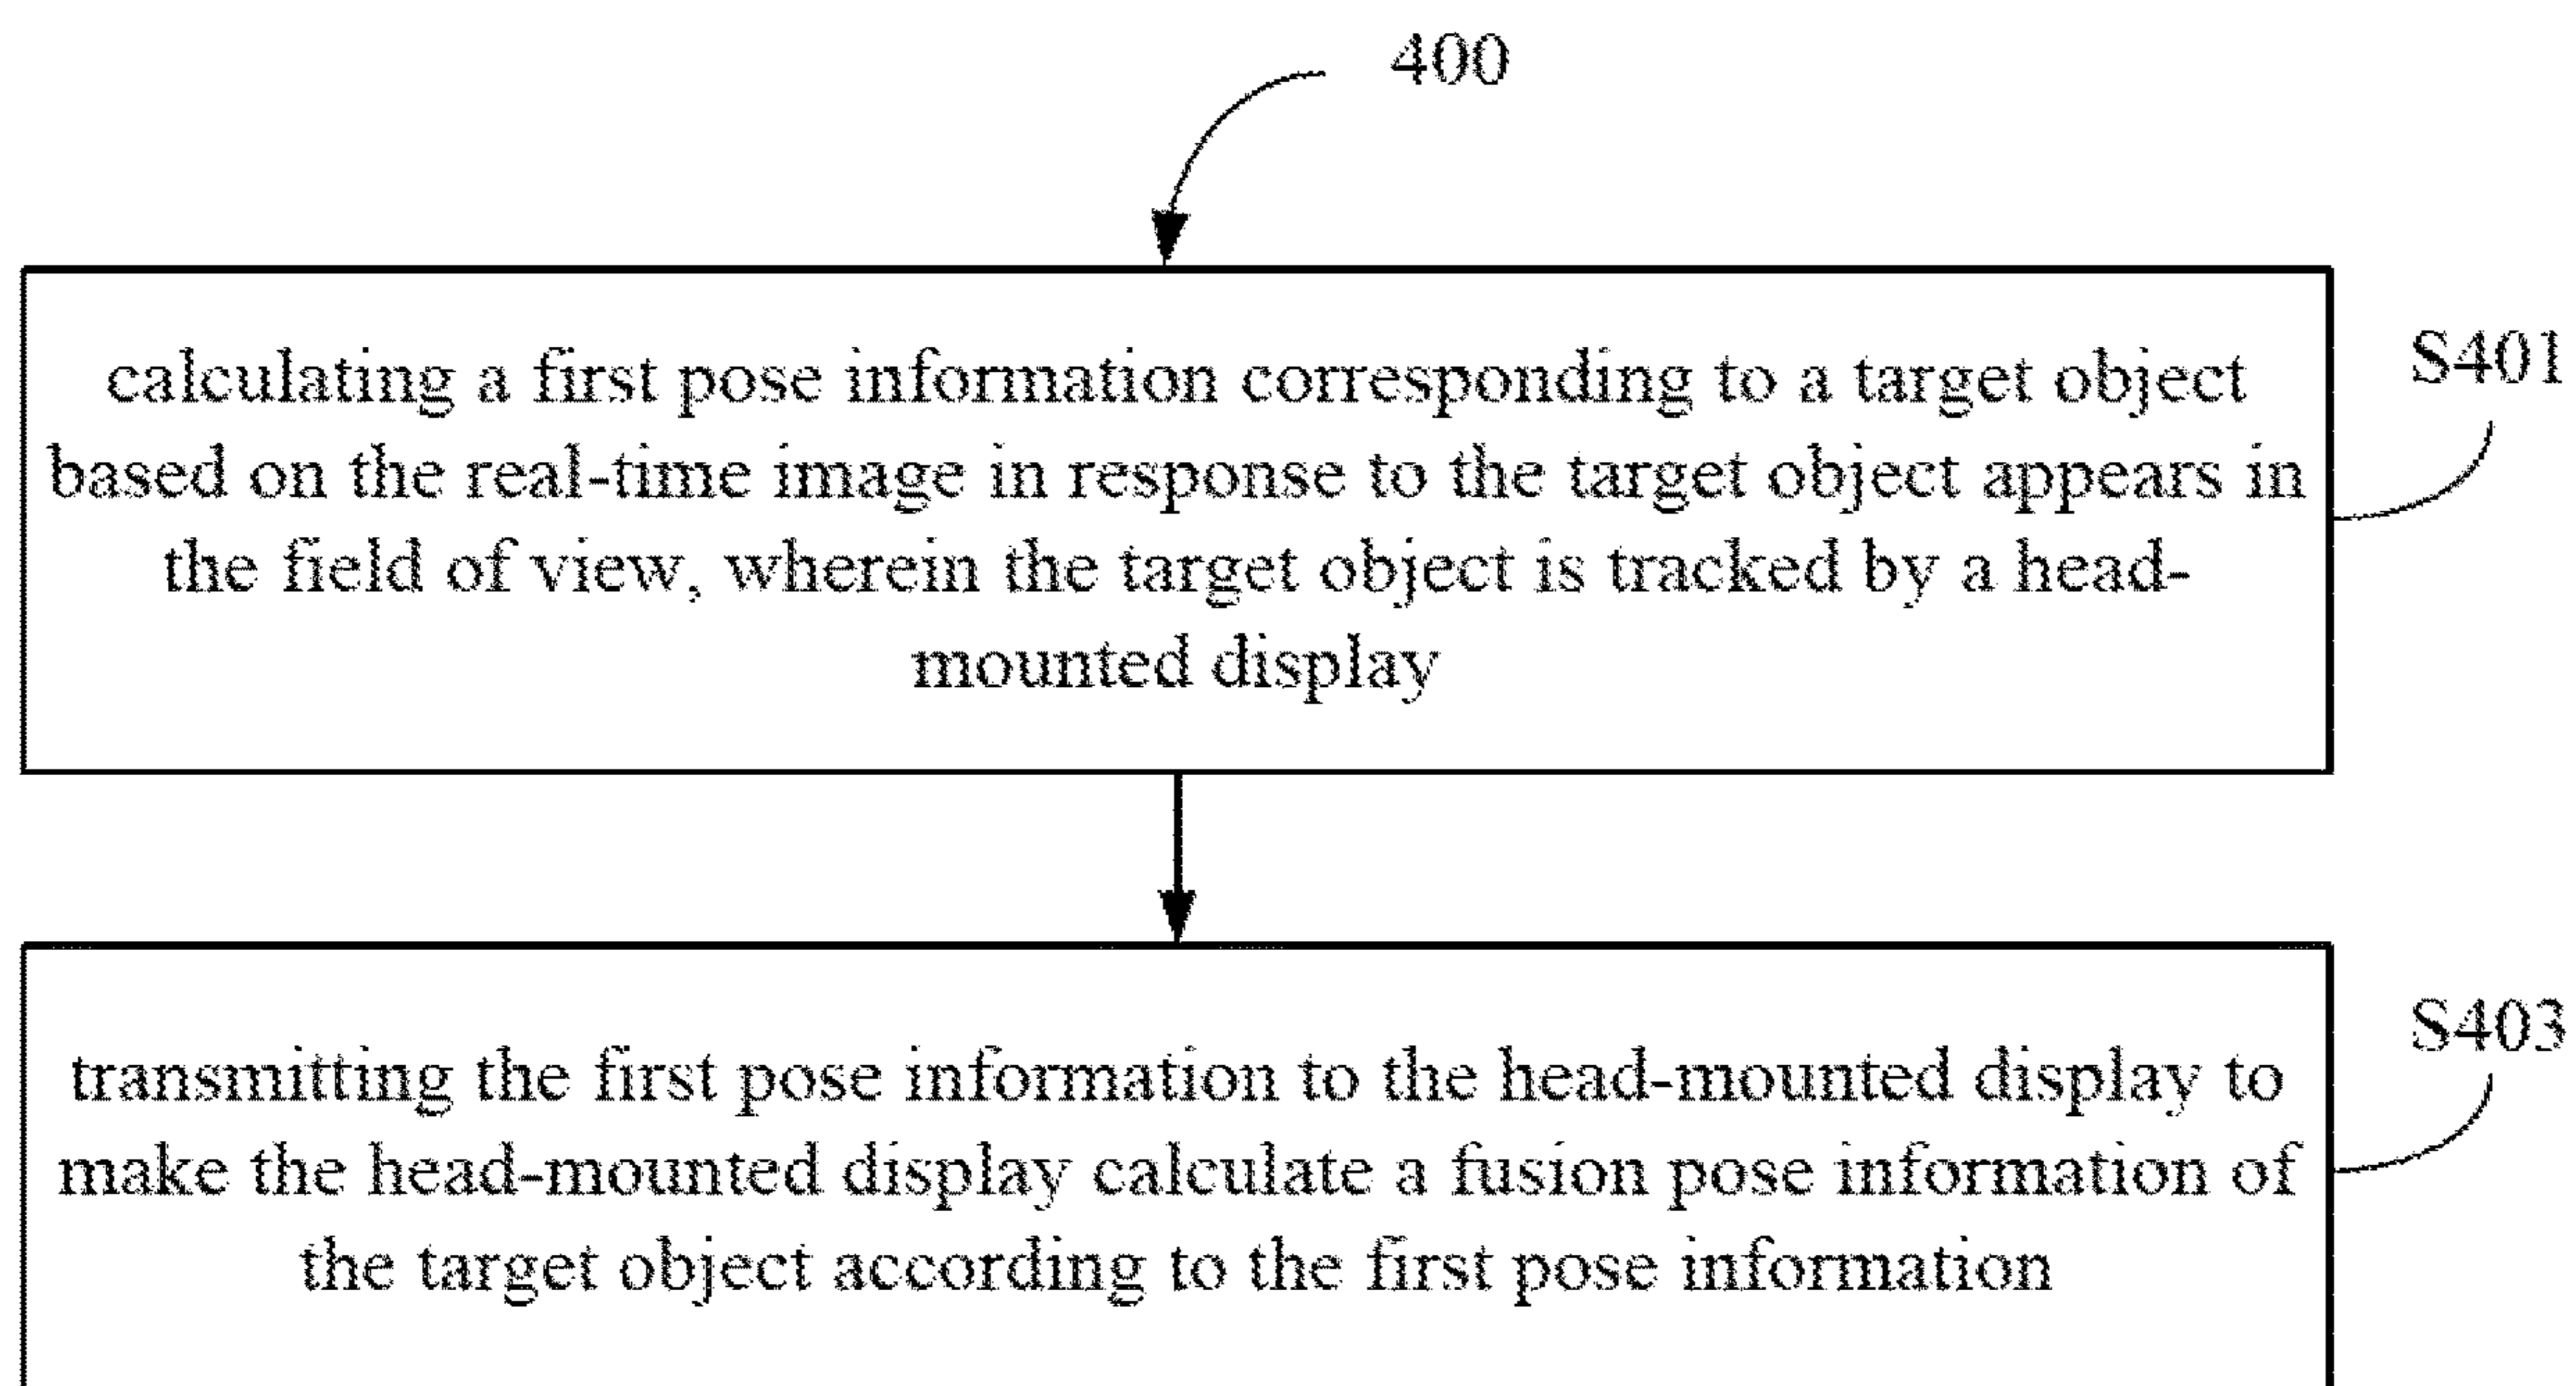 400
calculating a first pose information corresponding to a target object
S401
based on the real-time image in response to the target object appears in
the field of view, wherein the target object is tracked by a head-
mounted display
S403
transmitting the first pose information to the head-mounted display to
make the head-mounted display calculate a fusion pose information of
the target object according to the first pose information